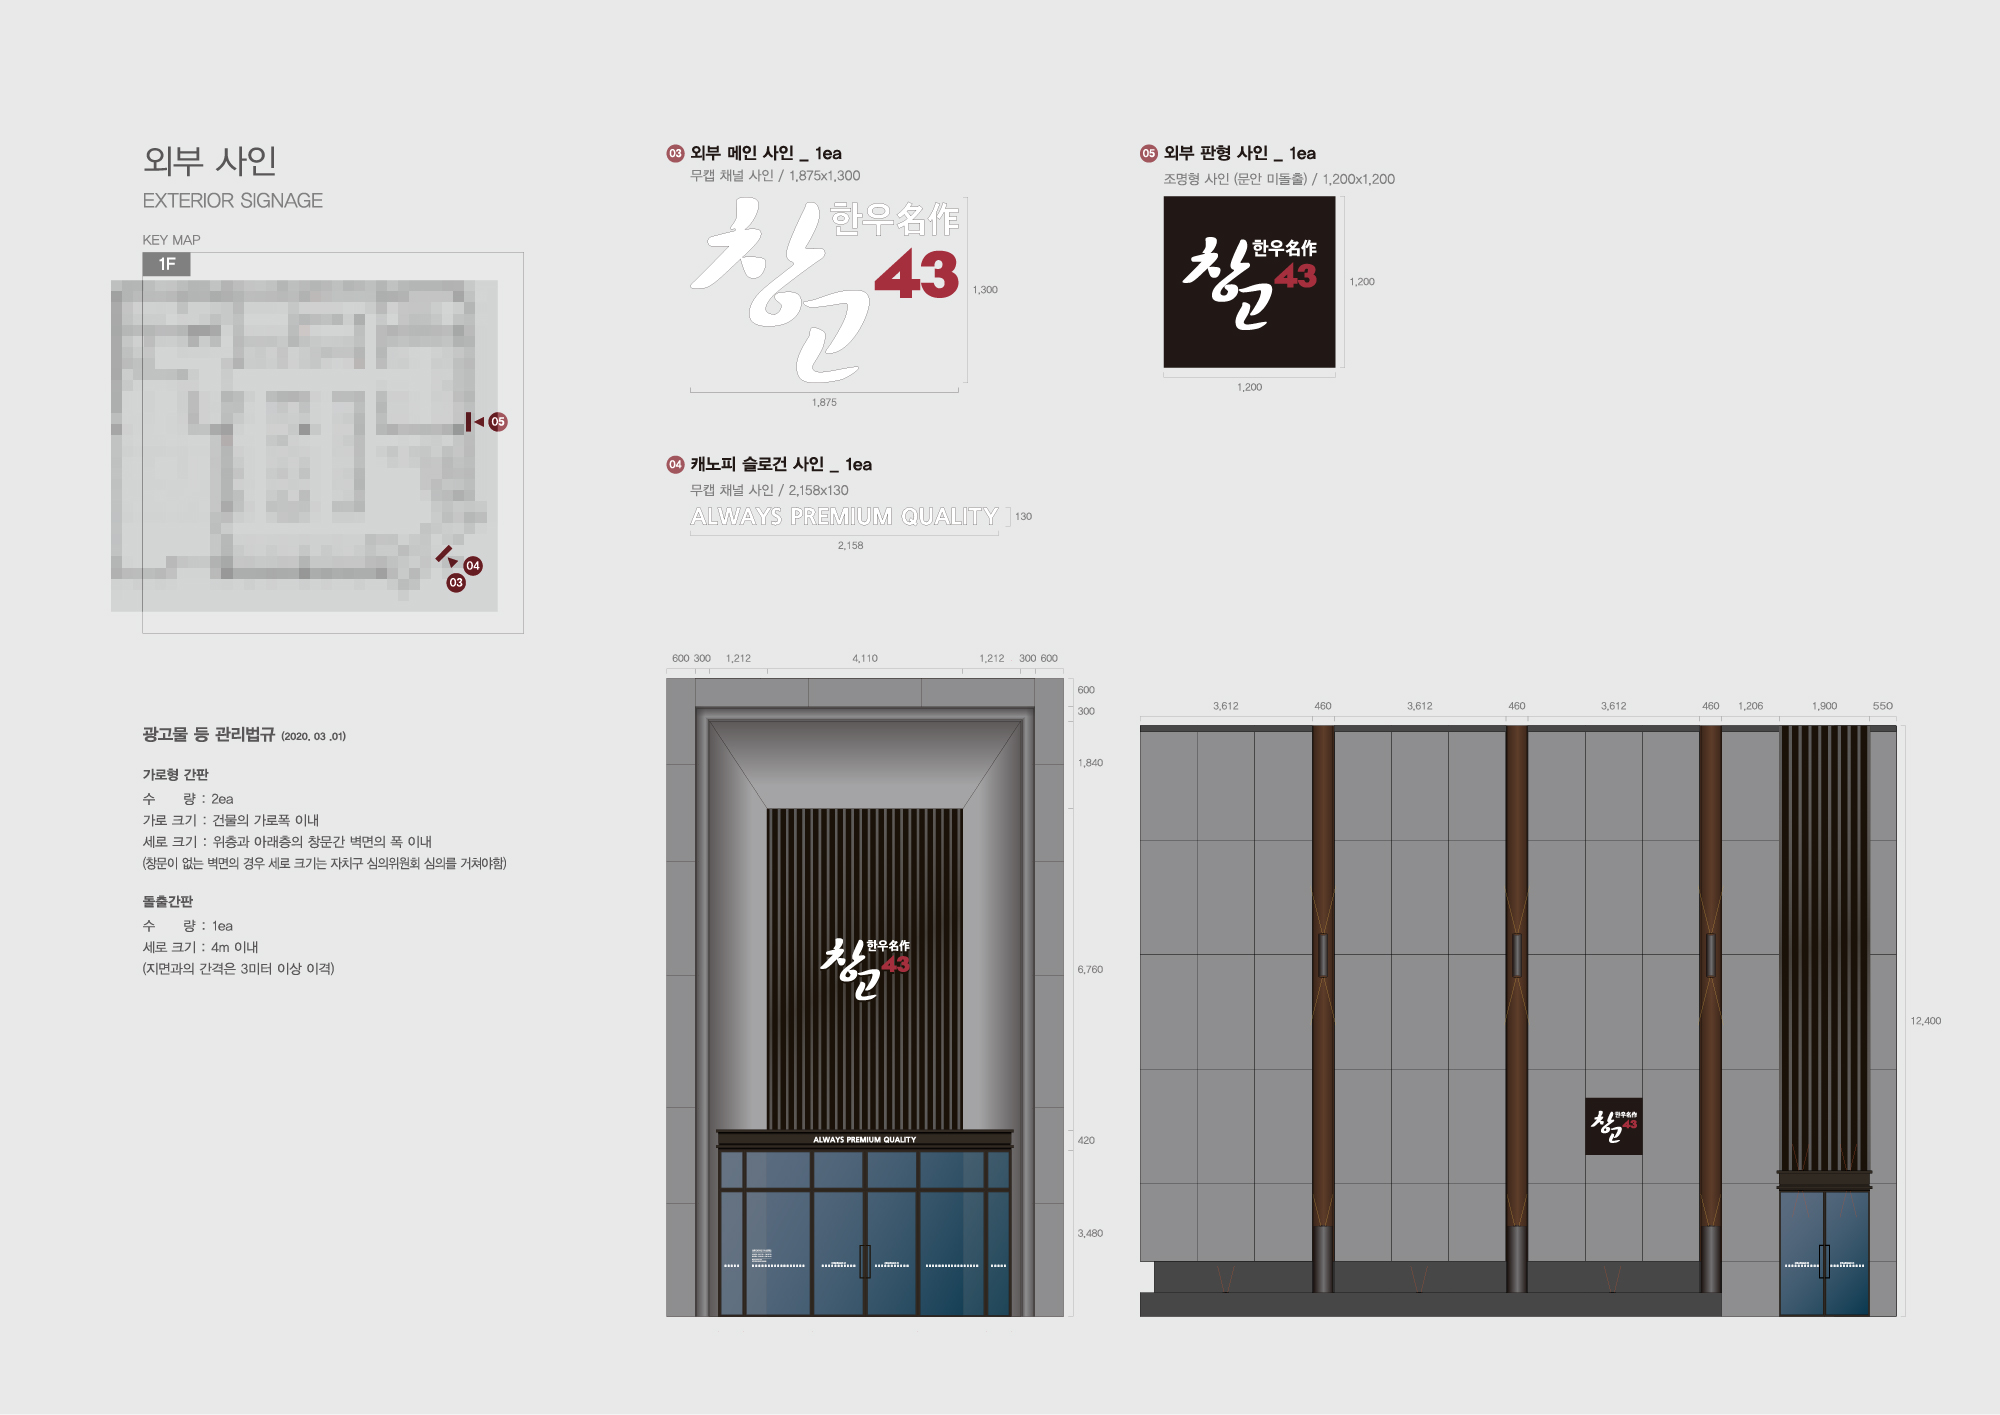 외부 사인
EXTERIOR SIGNAGE
KEY MAP
1F
05
04
03
광고물 등 관리법규 (2020. 03 .01)
가로형 간판
수 량 : 2ea
가로 크기 : 건물의 가로폭 이내
세로 크기 : 위층과 아래층의 창문간 벽면의 폭 이내
(창문이 없는 벽면의 경우 세로 크기는 자치구 심의위원회 심의를 거쳐야함)
돌출간판
수 량 : 1ea
세로 크기 : 4m 이내
(지면과의 간격은 3미터 이상 이격)
03 외부 메인 사인 _ 1ea
무캡 채널 사인 / 1,875x1,300
창고
한우名作
43
1,300
1,875
04 캐노피 슬로건 사인 _ 1ea
무캡 채널 사인 / 2,158x130
ALWAYS PREMIUM QUALITY
130
2,158
05 외부 판형 사인 _ 1ea
조명형 사인 (문안 미돌출) / 1,200x1,200
창고
한우名作
43
1,200
1,200
600 300 1,212 4,110 1,212 300 600
600
300
1,840
6,760
420
3,480
창고
한우名作
43
ALWAYS PREMIUM QUALITY
3,612 460 3,612 460 3,612 460 1,206 1,900 550
12,400
창고
한우名作
43